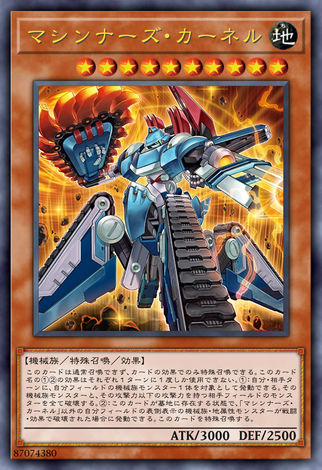 マシンナーズ・カーネル
地
【機械族／特殊召喚／効果】
このカードは通常召喚できず、カードの効果でのみ特殊召喚できる。このカード
名の①②の効果はそれぞれ１ターンに１度しか使用できない。①：自分・相手ター
ンに、自分フィールドの機械族モンスター１体を対象として発動できる。その
機械族モンスターと、その攻撃力以下の攻撃力を持つ相手フィールドのモンス
ターを全て破壊する。②：このカードが墓地に存在する状態で、「マシンナーズ・
カーネル」以外の自分フィールドの表側表示の機械族・地属性モンスターが戦闘
・効果で破壊された場合に発動できる。このカードを特殊召喚する。
ATK/3000 DEF/2500
87074380